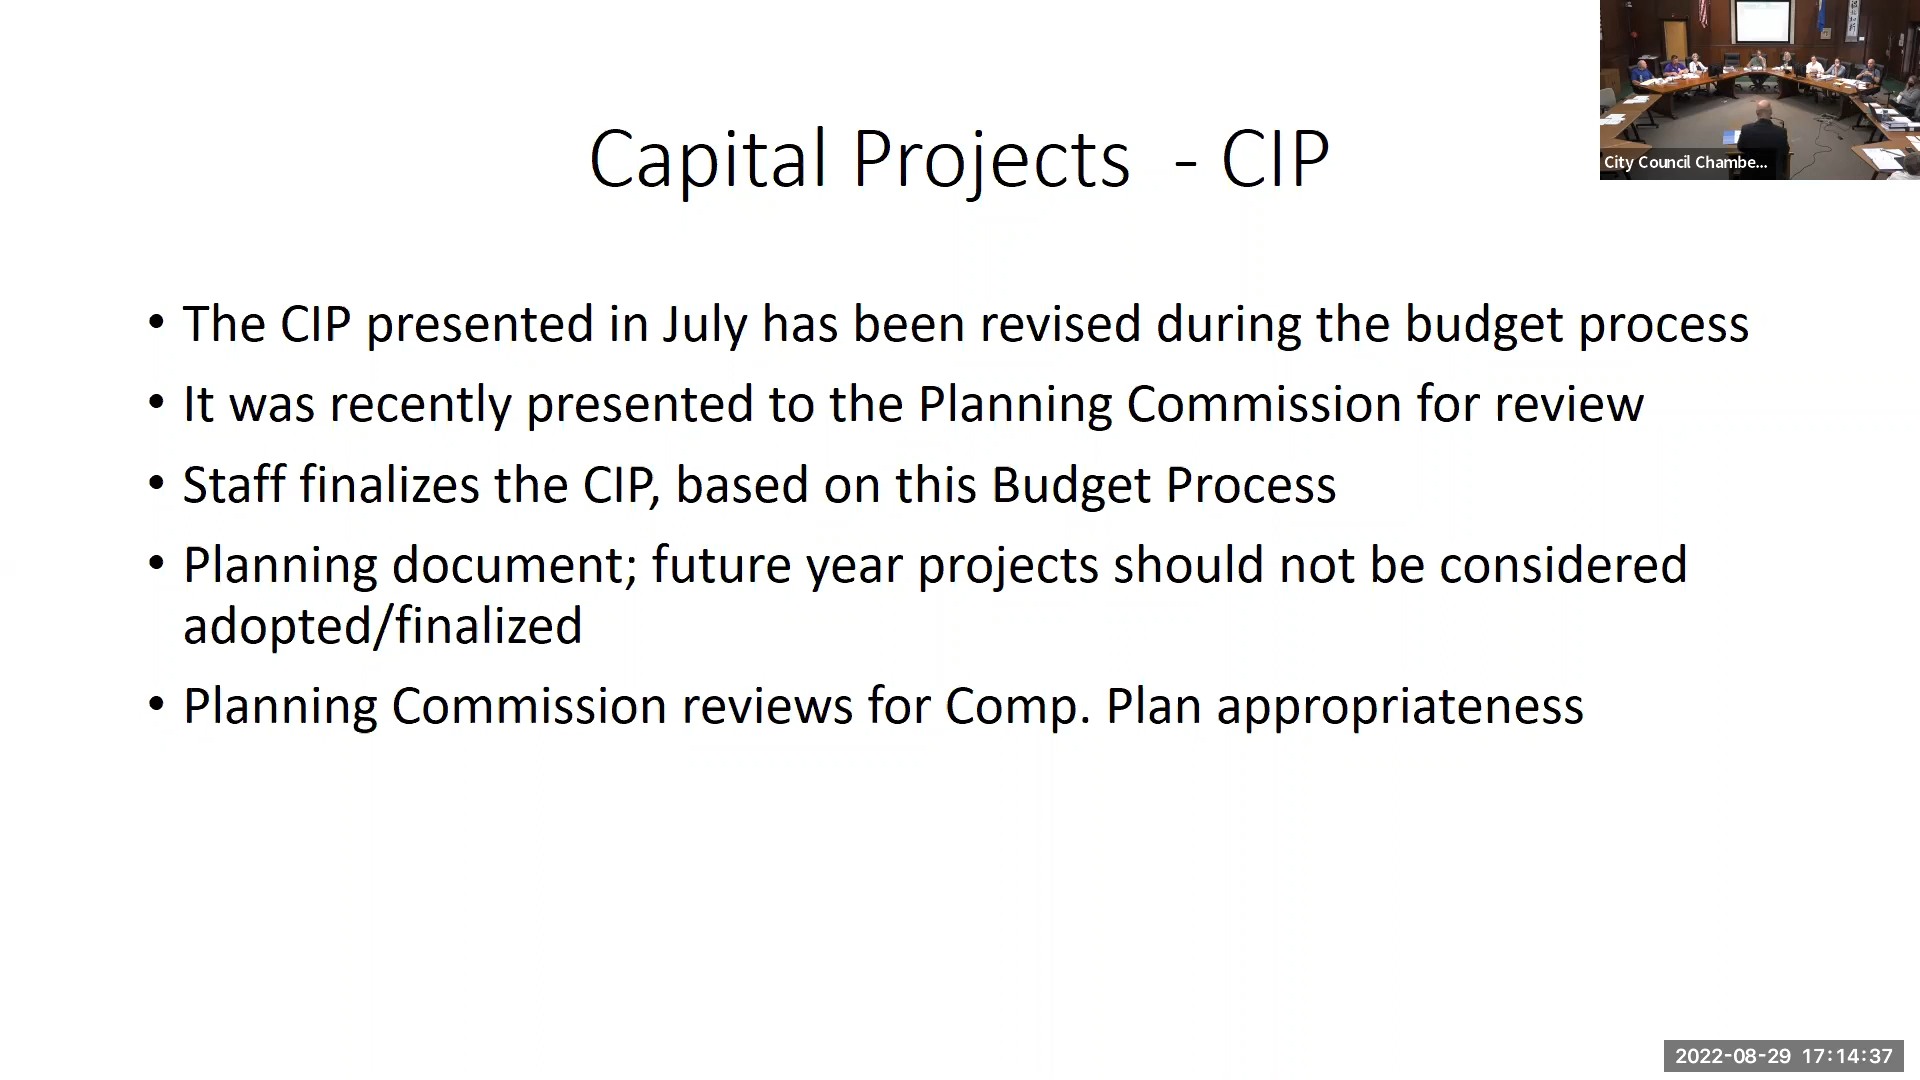 Capital Projects - CIP
• The CIP presented in July has been revised during the budget process
• It was recently presented to the Planning Commission for review
• Staff finalizes the CIP, based on this Budget Process
• Planning document; future year projects should not be considered
adopted/finalized
• Planning Commission reviews for Comp. Plan appropriateness
City Council Chambe...
2022-08-29 17:14:37